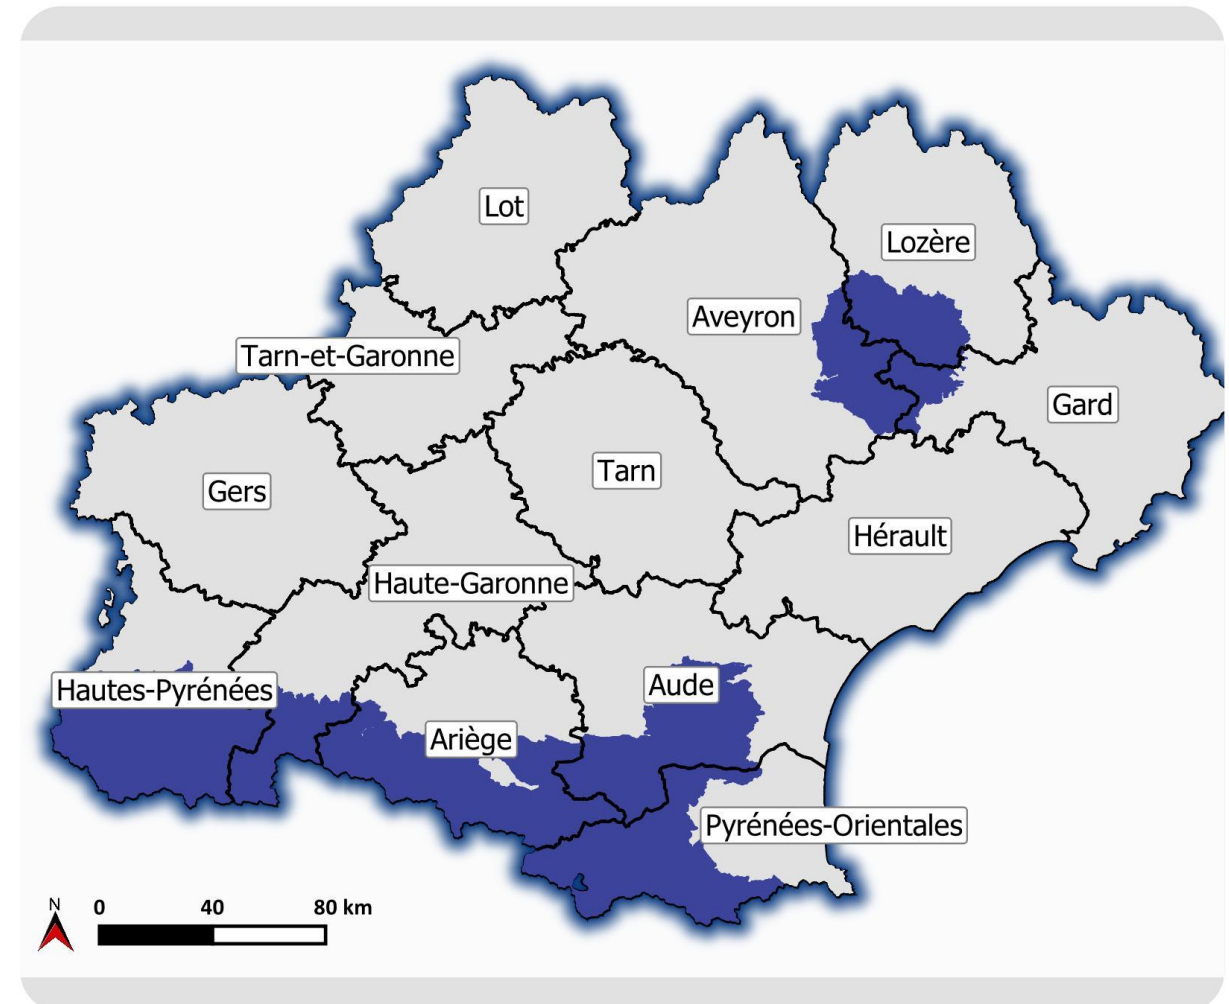 Lot
Lozère
Aveyron
Tarn-et-Garonne
Gard
Tarn
Gers
Hérault
Haute-Garonne
Aude
Hautes-Pyrénées
Ariège
Pyrénées-Orientales
N
0 40 80 km